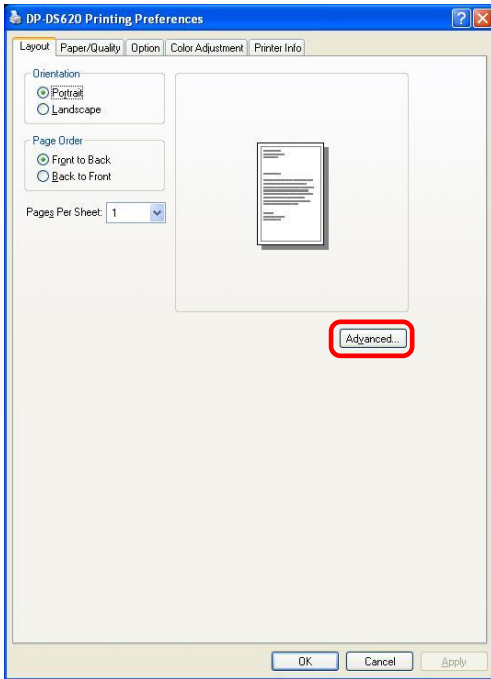 DP-DS620 Printing Preferences
Layout Paper/Quality Option Color Adjustment Printer Info
Orientation
Portrait
Landscape
Page Order
Front to Back
Back to Front
Pages Per Sheet: 1
Advanced...
OK Cancel Apply